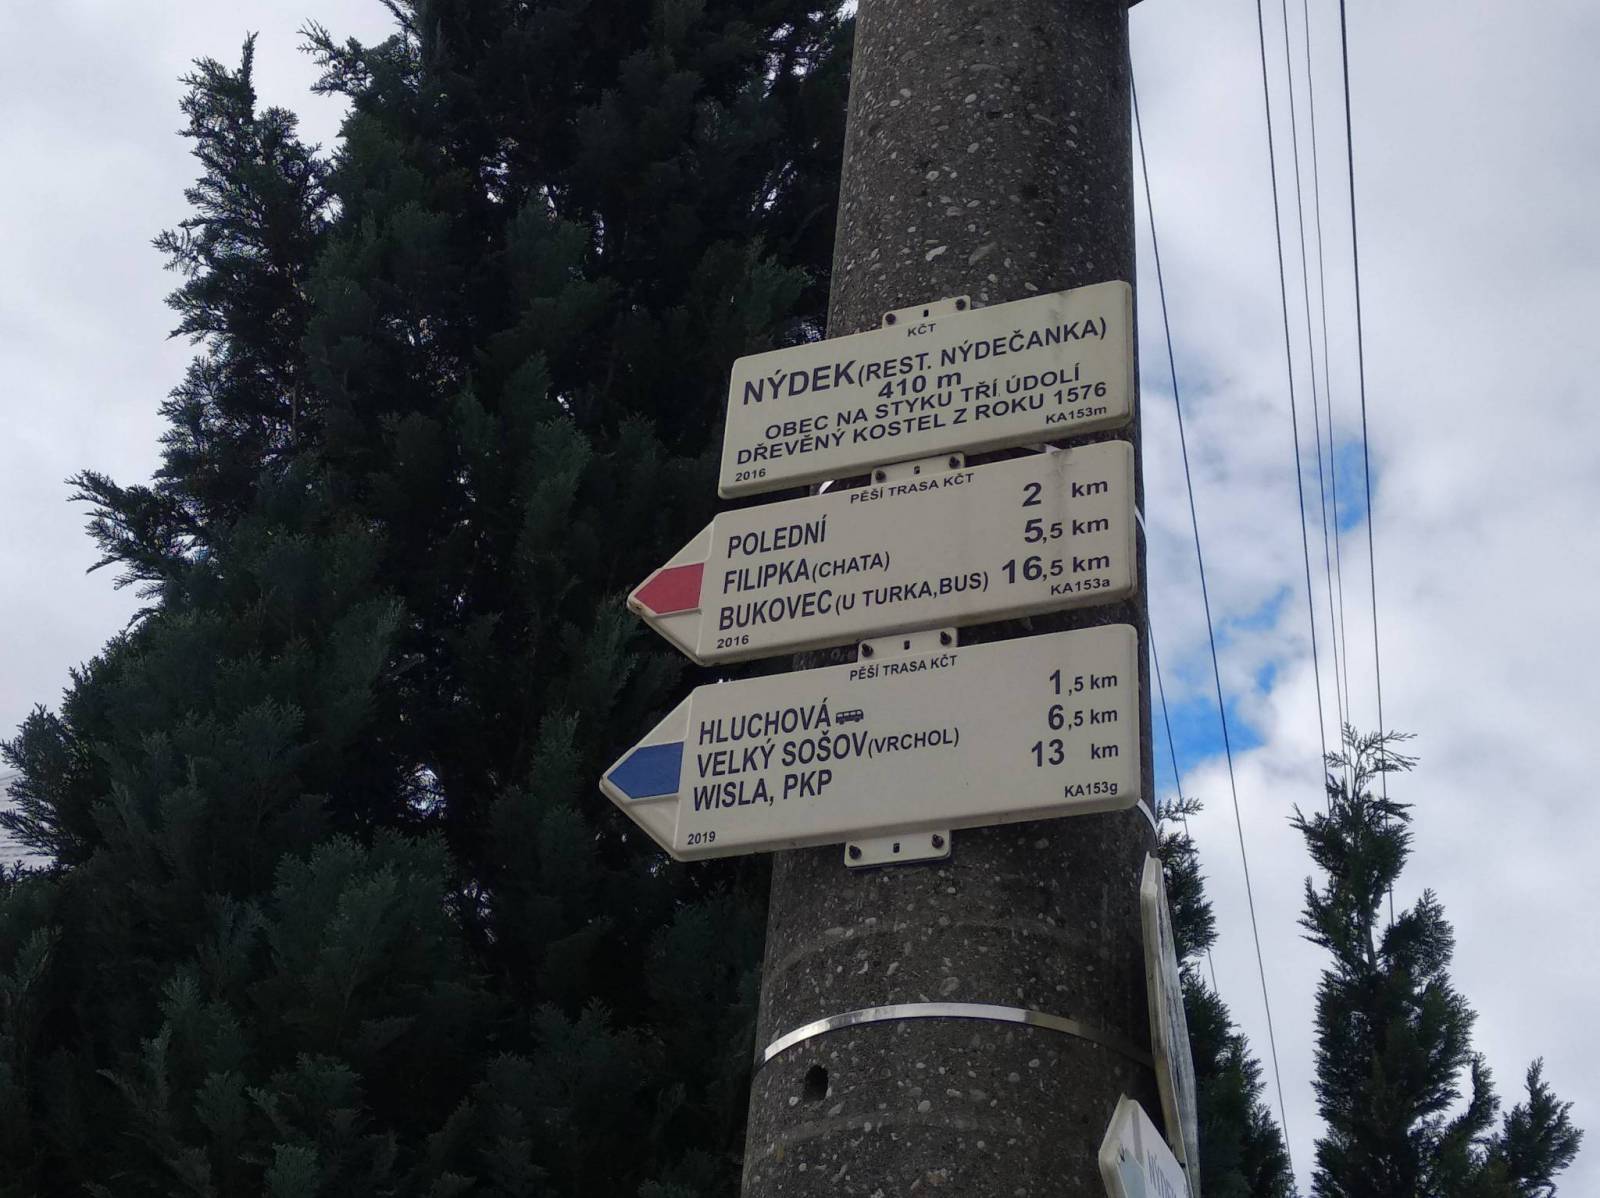 KČT
NÝDEK (REST. NÝDEČANKA)
410 m
OBEC NA STYKU TŘÍ ÚDOLÍ
DŘEVĚNÝ KOSTEL Z ROKU 1576
2016 KA153m
PĚŠÍ TRASA KČT
POLEDNÍ 2 km
FILIPKA (CHATA) 5,5 km
BUKOVEC (U TURKA,BUS) 16,5 km
2016 KA153a
PĚŠÍ TRASA KČT
HLUCHOVÁ 1,5 km
VELKÝ SOŠOV (VRCHOL) 6,5 km
WISLA, PKP 13 km
2019 KA153g